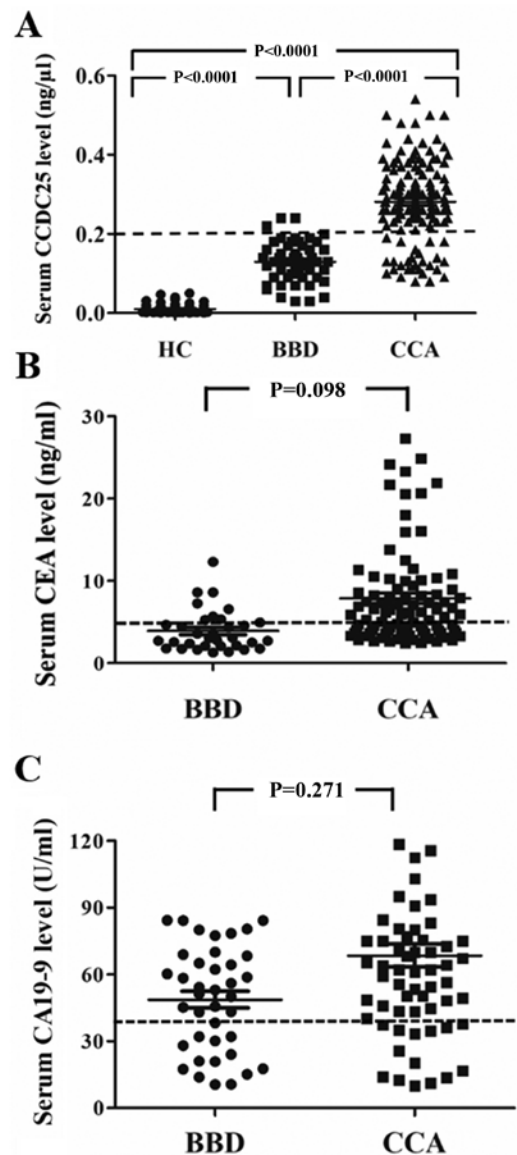 A
P<0.0001
P<0.0001 P<0.0001
Serum CCDC25 level (ng/µl)
0.6
0.4
0.2
0.0
HC BBD CCA
B
P=0.098
Serum CEA level (ng/ml)
30
20
10
0
BBD CCA
C
P=0.271
Serum CA19-9 level (U/ml)
120
90
60
30
0
BBD CCA